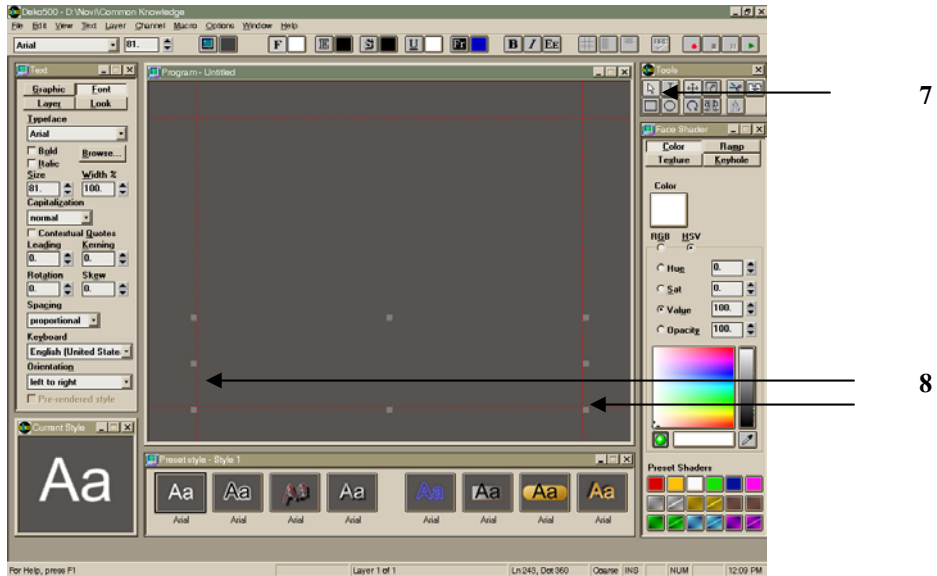 Deko500 - D:\Novi\Common Knowledge
File Edit View Text Layer Channel Macro Options Window Help
Arial 81. F E S U Ft B I EE
Text
Graphic Font
Layer Look
Typeface
Arial
Bold Browse...
Italic
Size Width %
81. 100.
Capitalization
normal
Contextual Quotes
Leading Kerning
0. 0.
Rotation Skew
0. 0.
Spacing
proportional
Keyboard
English (United State
Orientation
left to right
Pre-rendered style
Current Style
Aa
Program - Untitled
Preset style - Style 1
Aa Aa Aa Aa Aa Aa Aa Aa
Arial Arial Arial Arial Arial Arial Arial Arial
Tools
7
Face Shader
Color Ramp
Texture Keyhole
Color
RGB HSV
Hue 0.
Sat 0.
Value 100.
Opacity 100.
8
Preset Shaders
For Help, press F1 Layer 1 of 1 Ln 243, Dot 360 Coarse INS NUM 12:09 PM